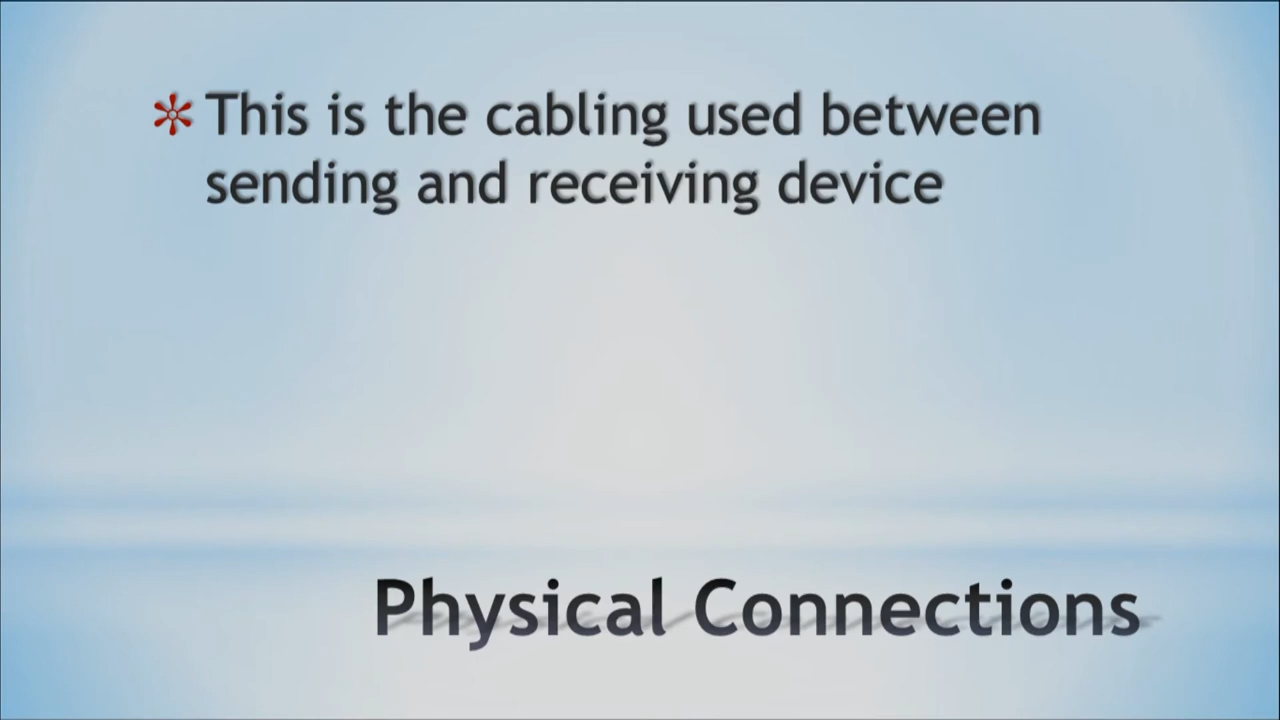 * This is the cabling used between
sending and receiving device
Physical Connections